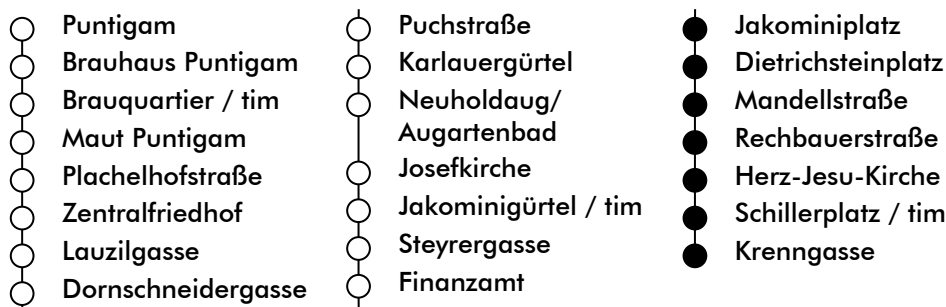 Puntigam
Brauhaus Puntigam
Brauquartier / tim
Maut Puntigam
Plachelhofstraße
Zentralfriedhof
Lauzilgasse
Dornschneidergasse
Puchstraße
Karlauergürtel
Neuholdaug/
Augartenbad
Josefkirche
Jakominigürtel / tim
Steyrergasse
Finanzamt
Jakominiplatz
Dietrichsteinplatz
Mandellstraße
Rechbauerstraße
Herz-Jesu-Kirche
Schillerplatz / tim
Krenngasse